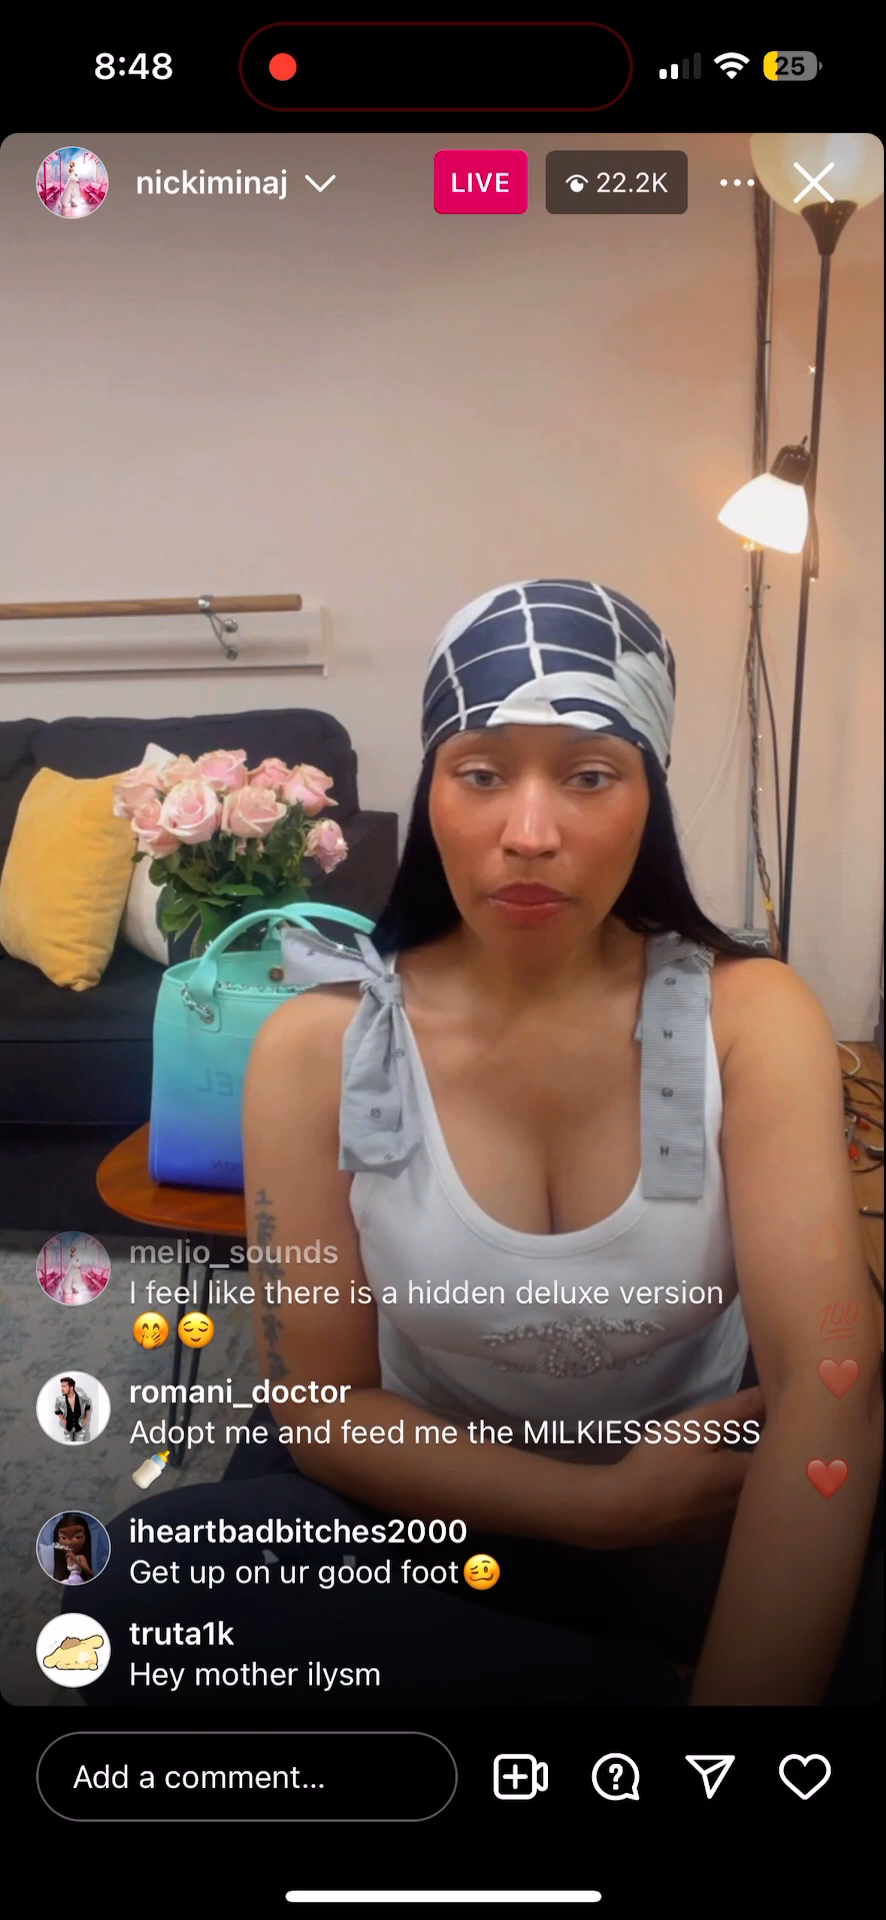 8:48
25
nickiminaj
LIVE
22.2K
melio_sounds
I feel like there is a hidden deluxe version
🤭😌
romani_doctor
Adopt me and feed me the MILKIESSSSSSS
🍼
iheartbadbitches2000
Get up on ur good foot🥴
truta1k
Hey mother ilysm
💯
Add a comment...